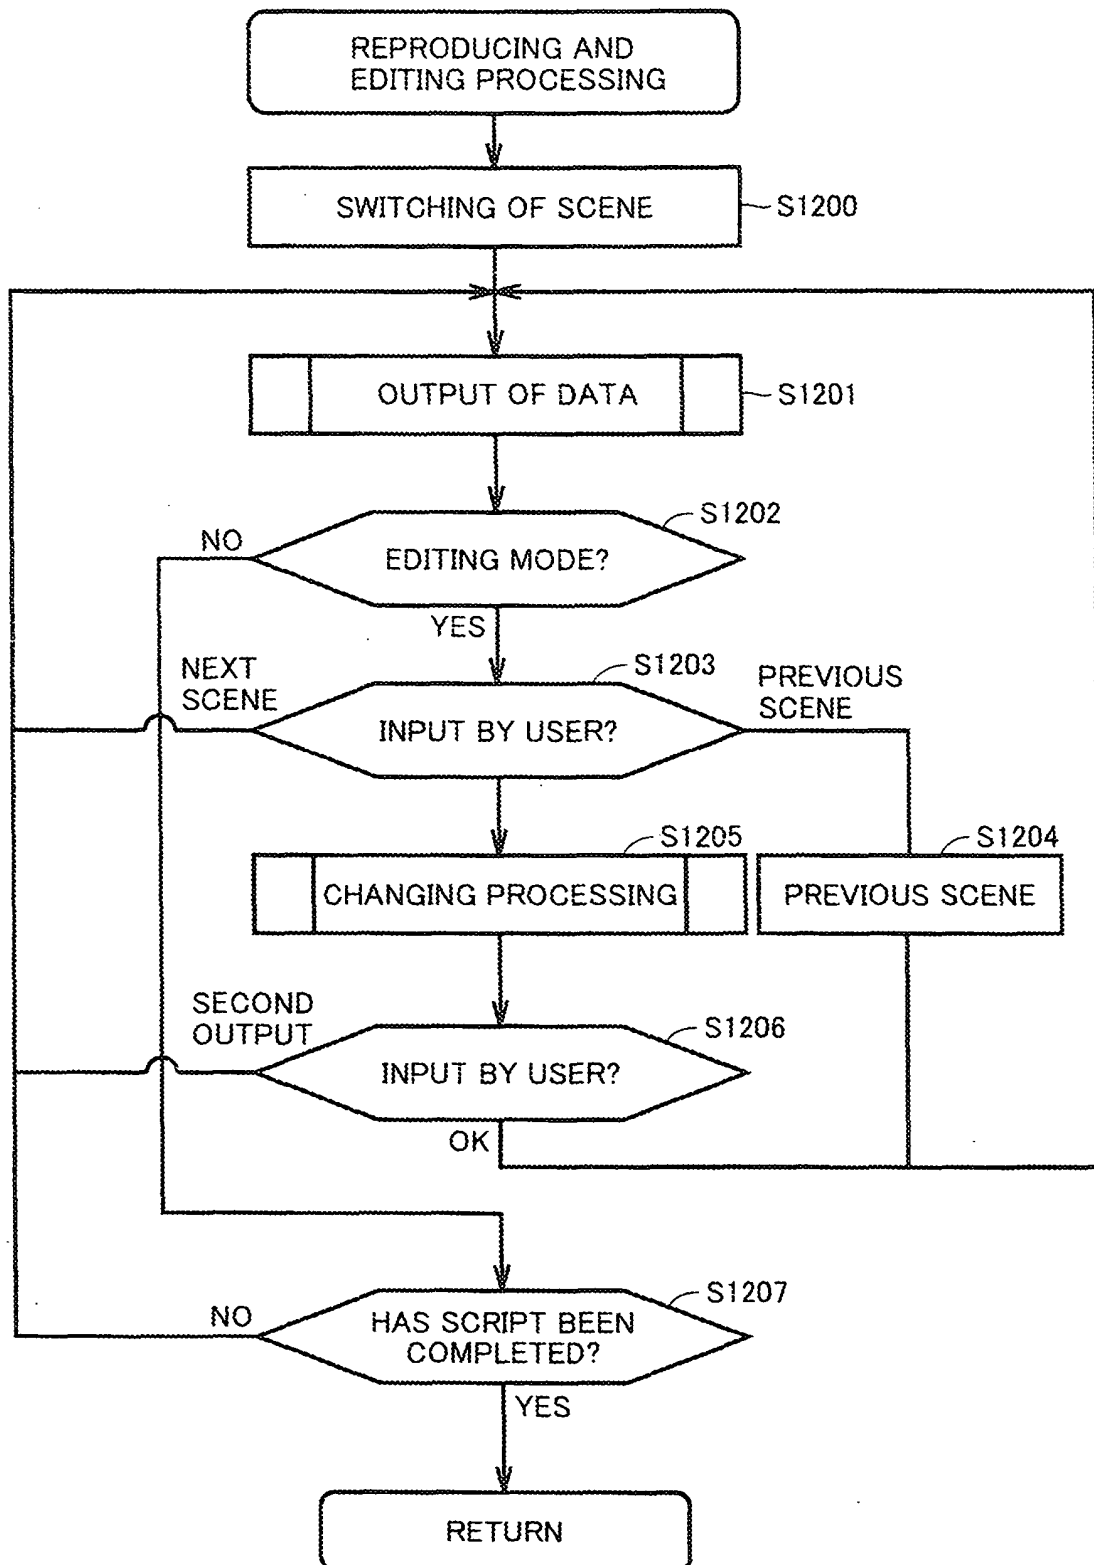 REPRODUCING AND
EDITING PROCESSING
SWITCHING OF SCENE
S1200
OUTPUT OF DATA
S1201
S1202
NO
EDITING MODE?
YES
NEXT
SCENE
S1203
PREVIOUS
SCENE
INPUT BY USER?
S1205
S1204
CHANGING PROCESSING
PREVIOUS SCENE
SECOND
OUTPUT
S1206
INPUT BY USER?
OK
S1207
NO
HAS SCRIPT BEEN
COMPLETED?
YES
RETURN